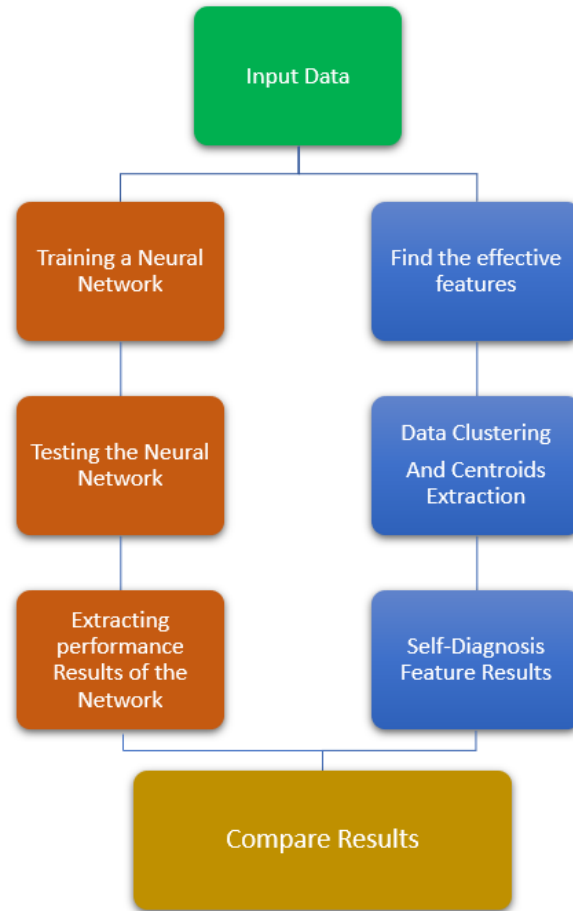 Input Data
Training a Neural
Network
Find the effective
features
Testing the Neural
Network
Data Clustering
And Centroids
Extraction
Extracting
performance
Results of the
Network
Self-Diagnosis
Feature Results
Compare Results